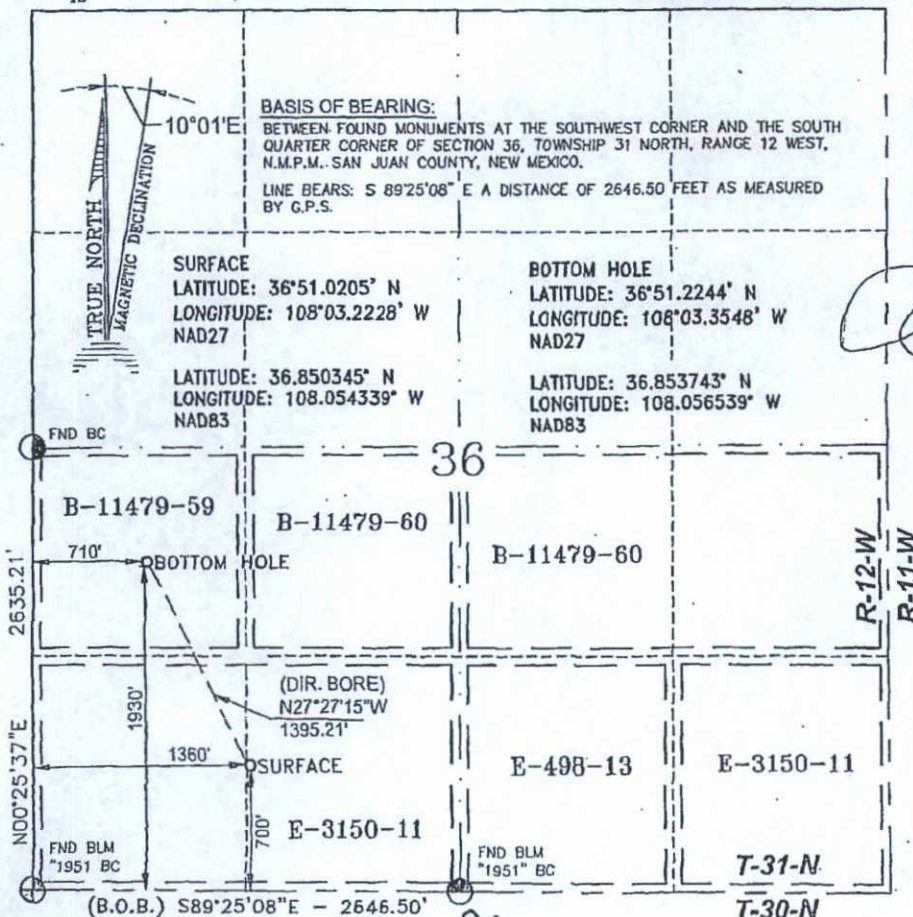 10°01'E
TRUE NORTH
MAGNETIC DECLINATION
BASIS OF BEARING:
BETWEEN FOUND MONUMENTS AT THE SOUTHWEST CORNER AND THE SOUTH
QUARTER CORNER OF SECTION 36, TOWNSHIP 31 NORTH, RANGE 12 WEST,
N.M.P.M. SAN JUAN COUNTY, NEW MEXICO.
LINE BEARS: S 89°25'08" E A DISTANCE OF 2646.50 FEET AS MEASURED
BY G.P.S.
SURFACE
LATITUDE: 36°51.0205' N
LONGITUDE: 108°03.2228' W
NAD27
LATITUDE: 36.850345° N
LONGITUDE: 108.054339° W
NAD83
BOTTOM HOLE
LATITUDE: 36°51.2244' N
LONGITUDE: 108°03.3548' W
NAD27
LATITUDE: 36.853743° N
LONGITUDE: 108.056539° W
NAD83
FND BC
36
B-11479-59
B-11479-60
B-11479-60
710'
BOTTOM HOLE
R-12-W
R-11-W
2635.21'
N00°25'37"E
1930'
(DIR. BORE)
N27°27'15"W
1395.21'
1360'
SURFACE
700'
E-3150-11
E-498-13
E-3150-11
FND BLM
"1951 BC
FND BLM
"1951" BC
T-31-N
T-30-N
(B.O.B.) S89°25'08"E - 2646.50'